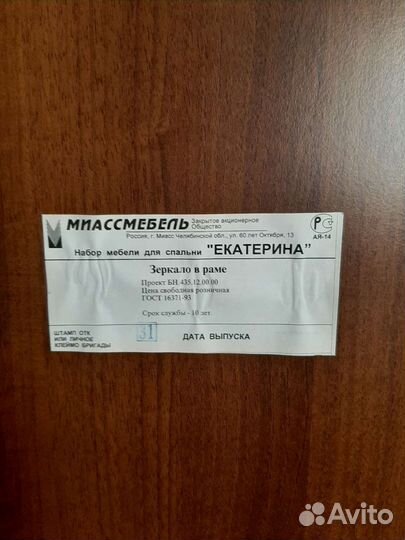 МИАССМЕБЕЛЬ Закрытое акционерное Общество
Россия, г. Миасс Челябинской обл., ул. 60 лет Октября, 13
АЯ-14
Набор мебели для спальни "ЕКАТЕРИНА"
Зеркало в раме
Проект БН 435.12.00.00
Цена свободная розничная
ГОСТ 16371-93
Срок службы - 10 лет.
ШТАМП ОТК
ИЛИ ЛИЧНОЕ
КЛЕЙМО БРИГАДЫ
31
ДАТА ВЫПУСКА
Avito